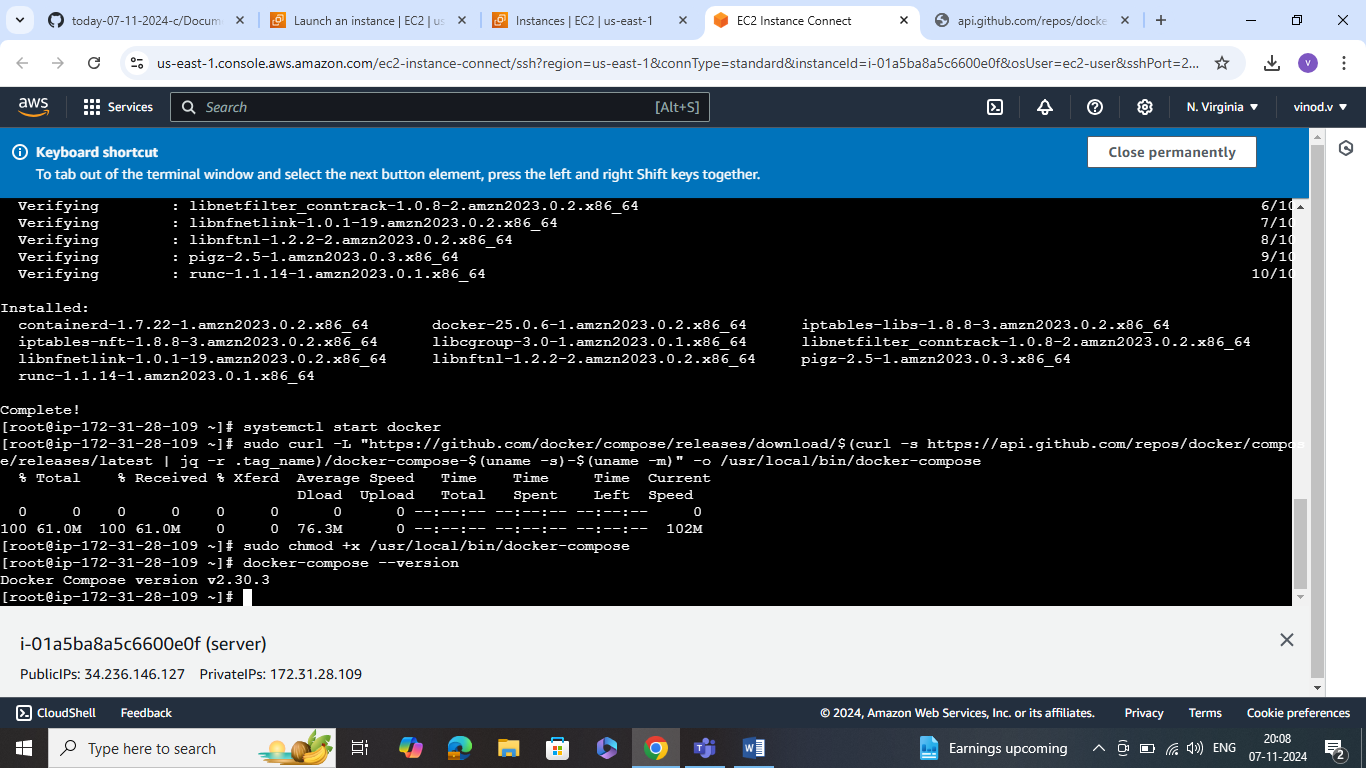 today-07-11-2024-c/Docum
Launch an instance | EC2 | us
Instances | EC2 | us-east-1
EC2 Instance Connect
api.github.com/repos/docke
us-east-1.console.aws.amazon.com/ec2-instance-connect/ssh?region=us-east-1&connType=standard&instanceId=i-01a5ba8a5c6600e0f&osUser=ec2-user&sshPort=2...
v
aws
Services
Search
[Alt+S]
N. Virginia
vinod.v
Keyboard shortcut
Close permanently
To tab out of the terminal window and select the next button element, press the left and right Shift keys together.
Verifying : libnetfilter_conntrack-1.0.8-2.amzn2023.0.2.x86_64 6/10
Verifying : libnfnetlink-1.0.1-19.amzn2023.0.2.x86_64 7/10
Verifying : libnftnl-1.2.2-2.amzn2023.0.2.x86_64 8/10
Verifying : pigz-2.5-1.amzn2023.0.3.x86_64 9/10
Verifying : runc-1.1.14-1.amzn2023.0.1.x86_64 10/10
Installed:
containerd-1.7.22-1.amzn2023.0.2.x86_64 docker-25.0.6-1.amzn2023.0.2.x86_64 iptables-libs-1.8.8-3.amzn2023.0.2.x86_64
iptables-nft-1.8.8-3.amzn2023.0.2.x86_64 libcgroup-3.0-1.amzn2023.0.1.x86_64 libnetfilter_conntrack-1.0.8-2.amzn2023.0.2.x86_64
libnfnetlink-1.0.1-19.amzn2023.0.2.x86_64 libnftnl-1.2.2-2.amzn2023.0.2.x86_64 pigz-2.5-1.amzn2023.0.3.x86_64
runc-1.1.14-1.amzn2023.0.1.x86_64
Complete!
[root@ip-172-31-28-109 ~]# systemctl start docker
[root@ip-172-31-28-109 ~]# sudo curl -L "https://github.com/docker/compose/releases/download/$(curl -s https://api.github.com/repos/docker/compos
e/releases/latest | jq -r .tag_name)/docker-compose-$(uname -s)-$(uname -m)" -o /usr/local/bin/docker-compose
% Total % Received % Xferd Average Speed Time Time Time Current
Dload Upload Total Spent Left Speed
0 0 0 0 0 0 0 0 --:--:-- --:--:-- --:--:-- 0
100 61.0M 100 61.0M 0 0 76.3M 0 --:--:-- --:--:-- --:--:-- 102M
[root@ip-172-31-28-109 ~]# sudo chmod +x /usr/local/bin/docker-compose
[root@ip-172-31-28-109 ~]# docker-compose --version
Docker Compose version v2.30.3
[root@ip-172-31-28-109 ~]#
i-01a5ba8a5c6600e0f (server)
PublicIPs: 34.236.146.127 PrivateIPs: 172.31.28.109
CloudShell Feedback © 2024, Amazon Web Services, Inc. or its affiliates. Privacy Terms Cookie preferences
Type here to search
Earnings upcoming
ENG
20:08
07-11-2024
2